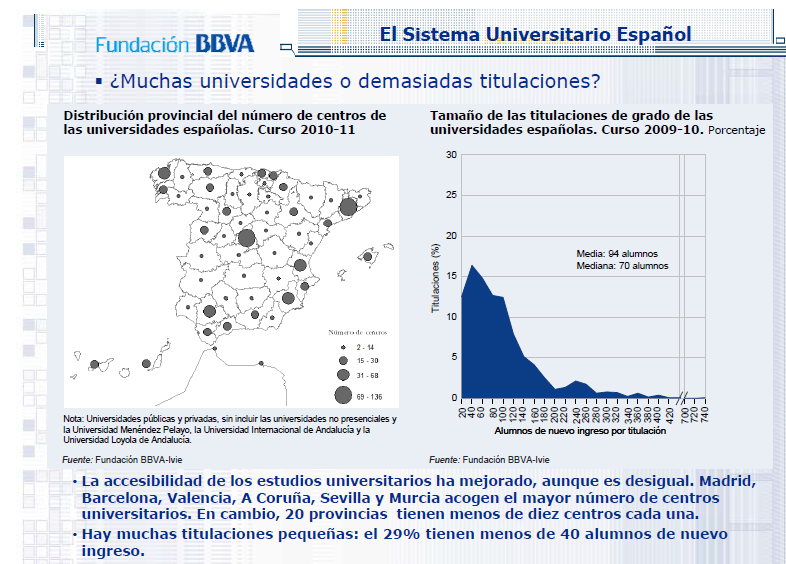 Fundación BBVA
El Sistema Universitario Español
▪ ¿Muchas universidades o demasiadas titulaciones?
Distribución provincial del número de centros de
las universidades españolas. Curso 2010-11
Número de centros
2 - 14
15 - 30
31 - 68
69 - 136
Nota: Universidades públicas y privadas, sin incluir las universidades no presenciales y
la Universidad Menéndez Pelayo, la Universidad Internacional de Andalucía y la
Universidad Loyola de Andalucía.
Fuente: Fundación BBVA-Ivie
Tamaño de las titulaciones de grado de las
universidades españolas. Curso 2009-10. Porcentaje
30
25
20
15
10
5
0
Titulaciones (%)
Media: 94 alumnos
Mediana: 70 alumnos
20 40 60 80 100 120 140 160 180 200 220 240 260 280 300 320 340 360 380 400 420 700 720 740
Alumnos de nuevo ingreso por titulación
Fuente: Fundación BBVA-Ivie
• La accesibilidad de los estudios universitarios ha mejorado, aunque es desigual. Madrid,
Barcelona, Valencia, A Coruña, Sevilla y Murcia acogen el mayor número de centros
universitarios. En cambio, 20 provincias tienen menos de diez centros cada una.
• Hay muchas titulaciones pequeñas: el 29% tienen menos de 40 alumnos de nuevo
ingreso.